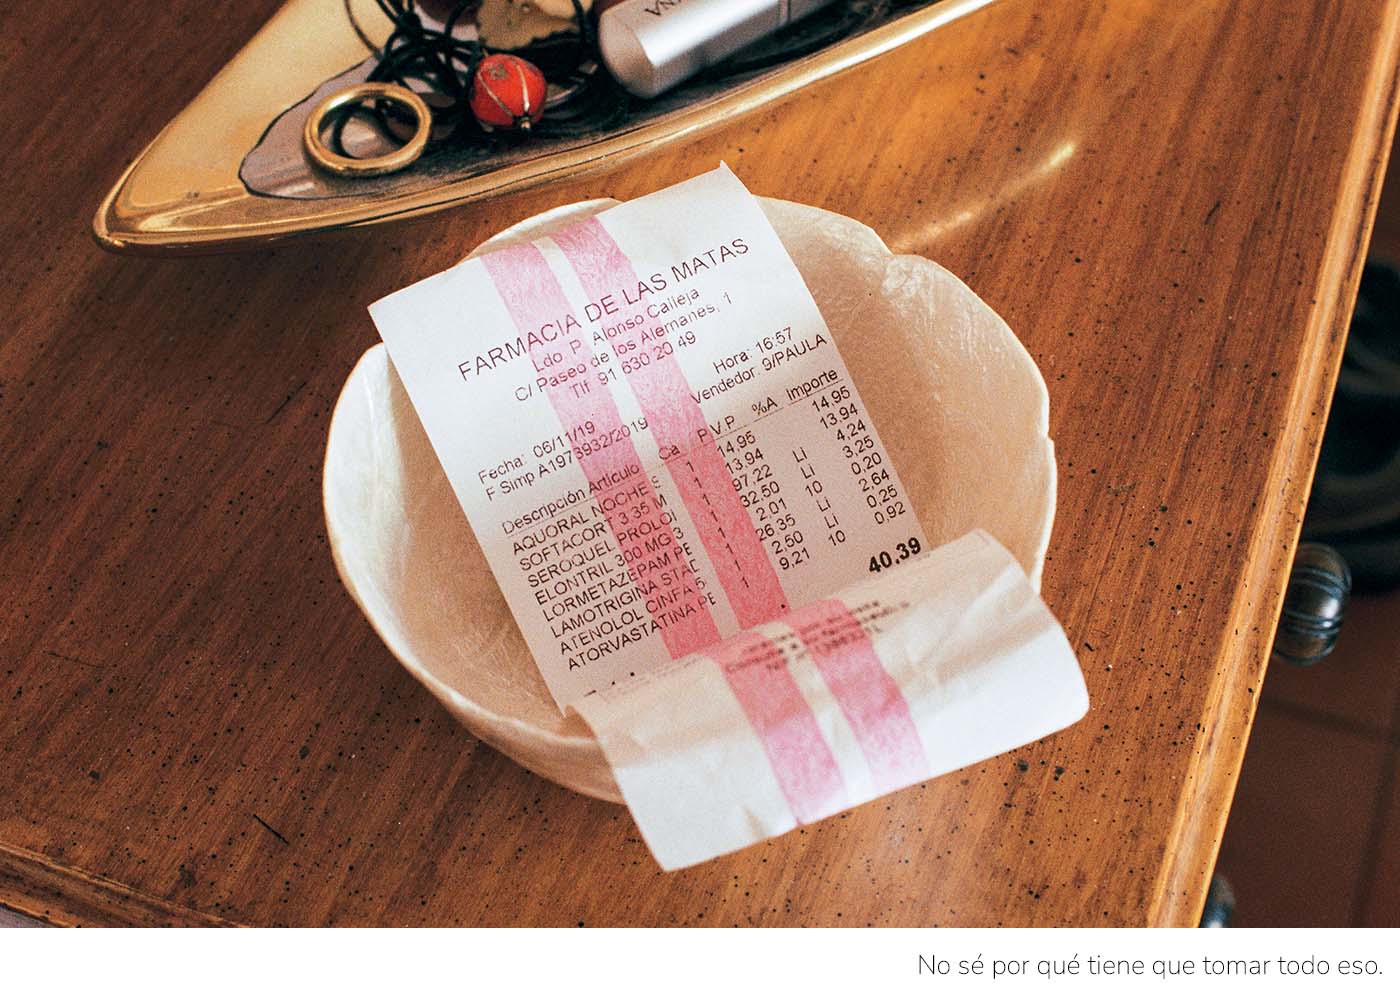 ANA
FARMACIA DE LAS MATAS
Ldo P. Alonso Calleja
C/ Paseo de los Alemanes, 1
Tlf 91 630 20 49
Fecha: 06/11/19 Hora: 16:57
F Simp A1973932/2019 Vendedor: 9/PAULA
Descripción Artículo Ca P.V.P %A Importe
AQUORAL NOCHE 1 14,95 14,95
SOFTACORT 3,35 M 1 13,94 13,94
SEROQUEL PROLO 1 97,22 LI 4,24
ELONTRIL 300 MG 3 1 32,50 10 3,25
LORMETAZEPAM PE 1 2,01 LI 0,20
LAMOTRIGINA STAD 1 26,35 LI 2,64
ATENOLOL CINFA 5 1 2,50 10 0,25
ATORVASTATINA PE 1 9,21 0,92
40,39
No sé por qué tiene que tomar todo eso.